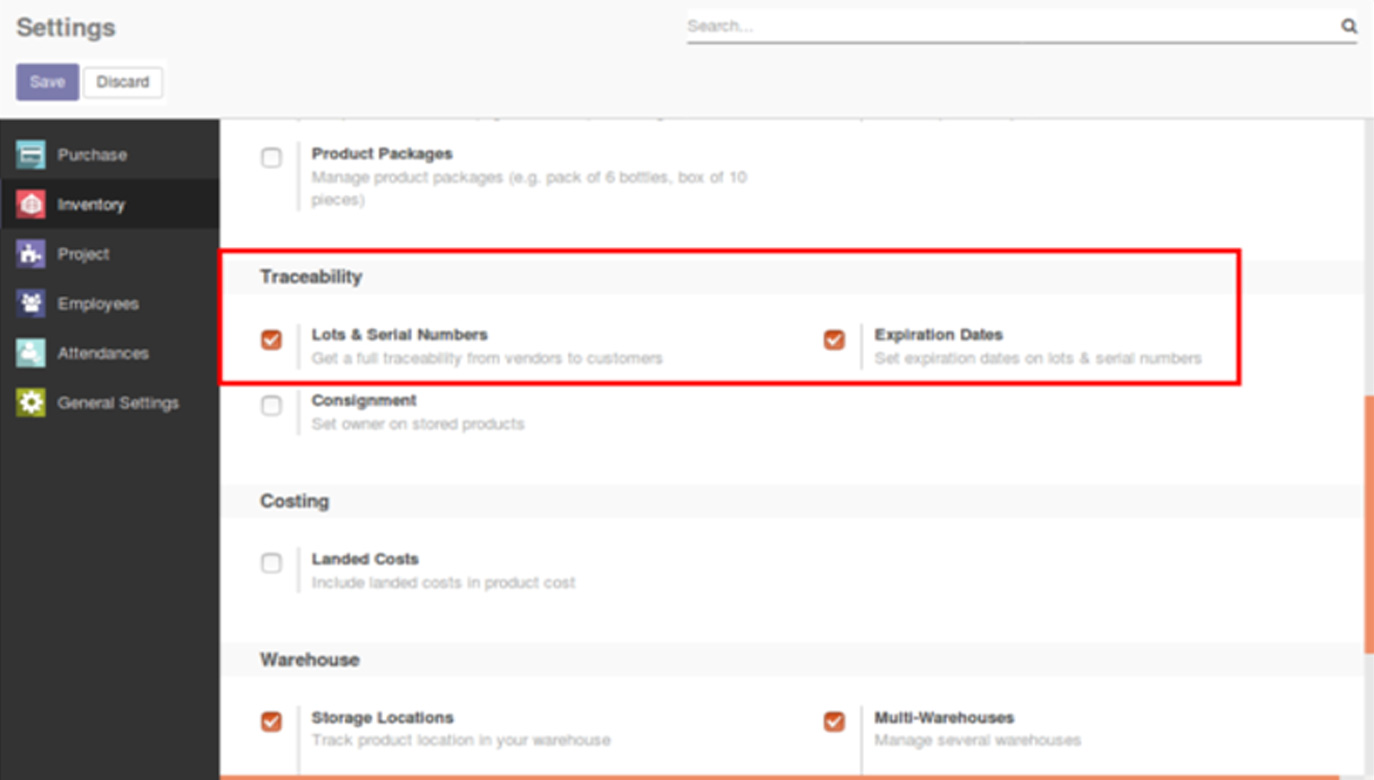 Settings
Search...
Save
Discard
Purchase
Inventory
Project
Employees
Attendances
General Settings
Product Packages
Manage product packages (e.g. pack of 6 bottles, box of 10
pieces)
Traceability
Lots & Serial Numbers
Get a full traceability from vendors to customers
Expiration Dates
Set expiration dates on lots & serial numbers
Consignment
Set owner on stored products
Costing
Landed Costs
Include landed costs in product cost
Warehouse
Storage Locations
Track product location in your warehouse
Multi-Warehouses
Manage several warehouses